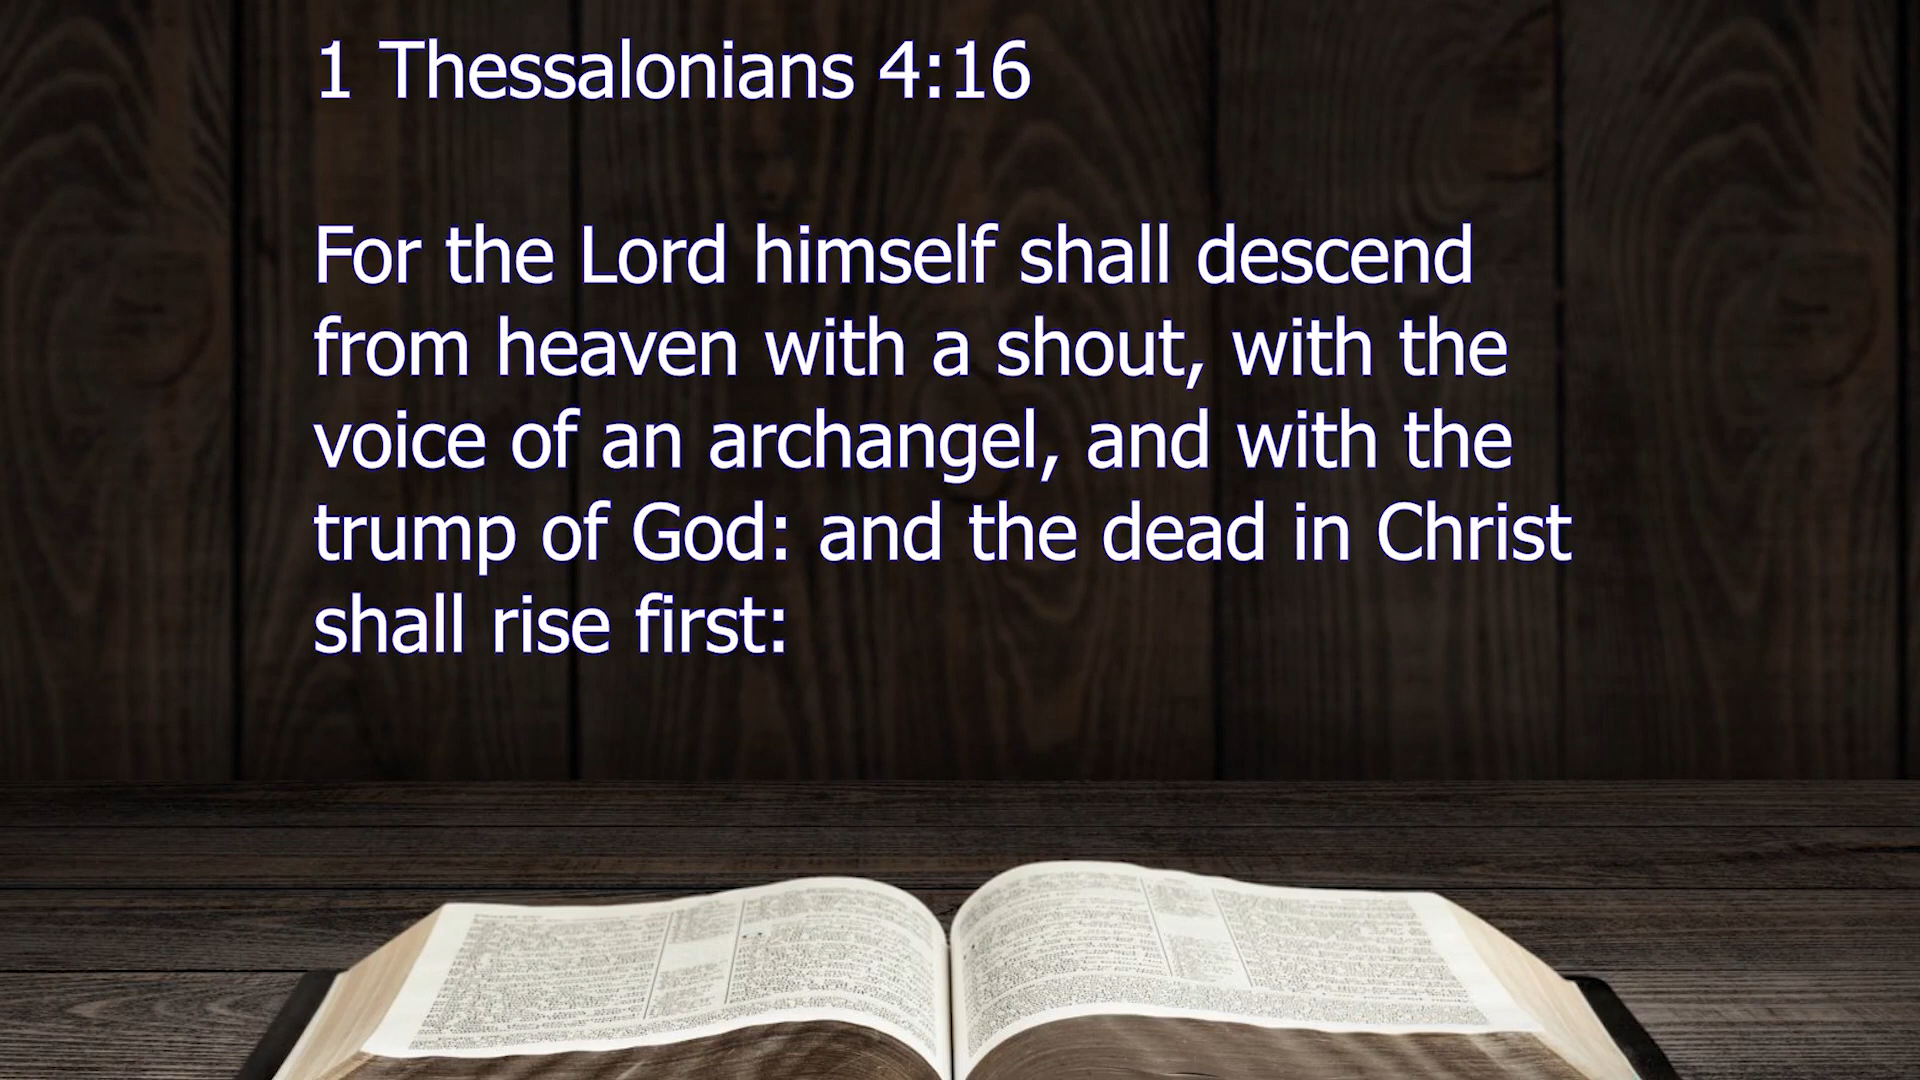 1 Thessalonians 4:16
For the Lord himself shall descend
from heaven with a shout, with the
voice of an archangel, and with the
trump of God: and the dead in Christ
shall rise first: